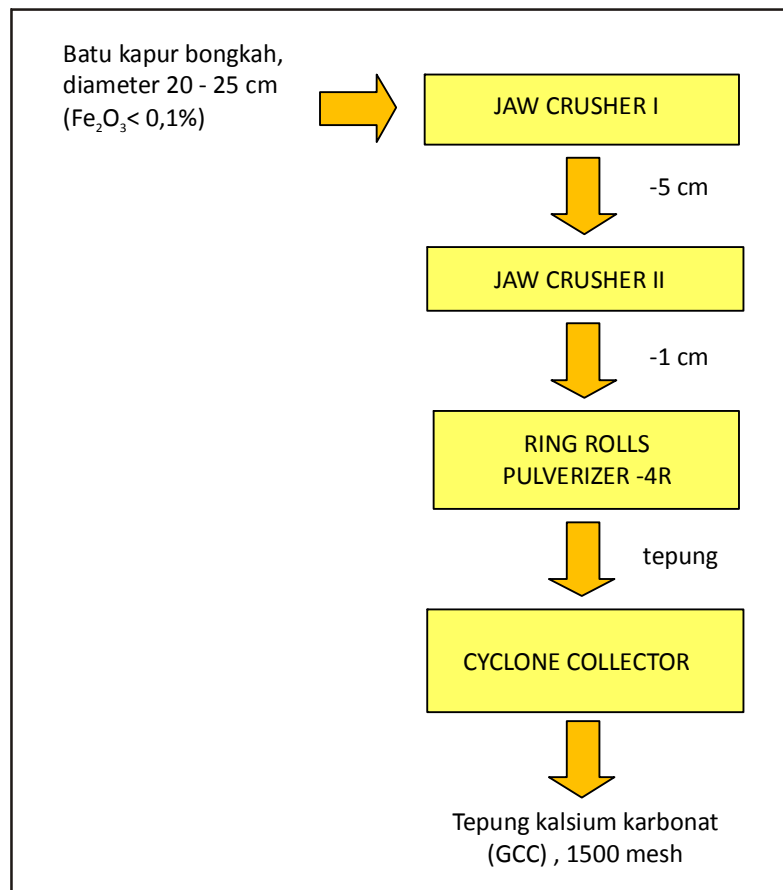 Batu kapur bongkah,
diameter 20 - 25 cm
(Fe₂O₃< 0,1%)
JAW CRUSHER I
-5 cm
JAW CRUSHER II
-1 cm
RING ROLLS
PULVERIZER -4R
tepung
CYCLONE COLLECTOR
Tepung kalsium karbonat
(GCC) , 1500 mesh